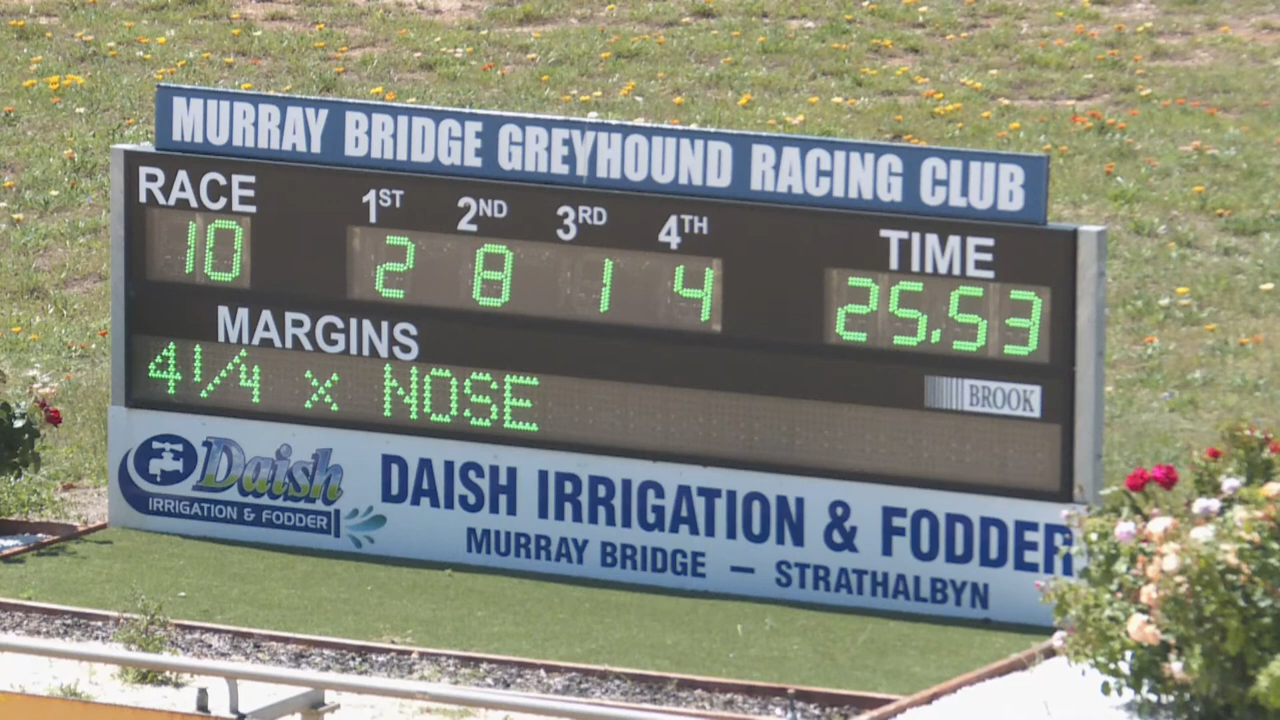 MURRAY BRIDGE GREYHOUND RACING CLUB
RACE 1ST 2ND 3RD 4TH TIME
10 2 8 1 4 25.53
MARGINS
4 1/4 x NOSE
BROOK
Daish
IRRIGATION & FODDER
DAISH IRRIGATION & FODDER
MURRAY BRIDGE – STRATHALBYN